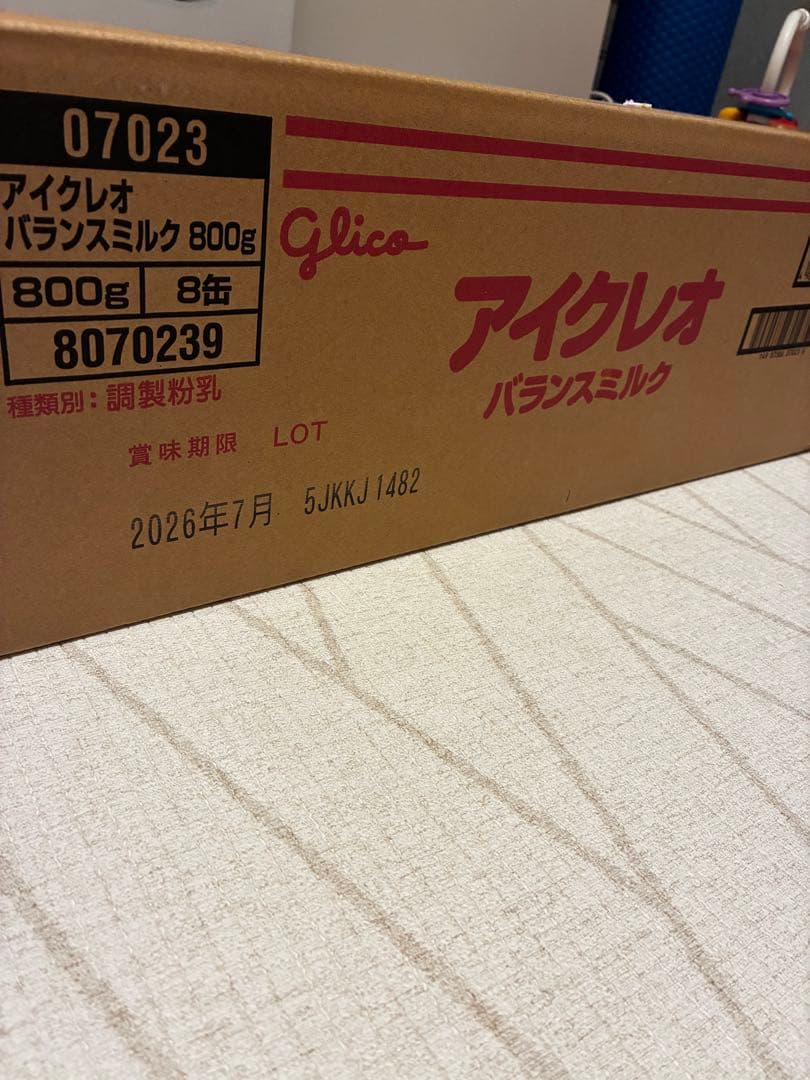 07023
アイクレオ
バランスミルク 800g
800g 8缶
8070239
種類別：調製粉乳
賞味期限 LOT
2026年7月 5JKKJ1482
Glico
アイクレオ
バランスミルク